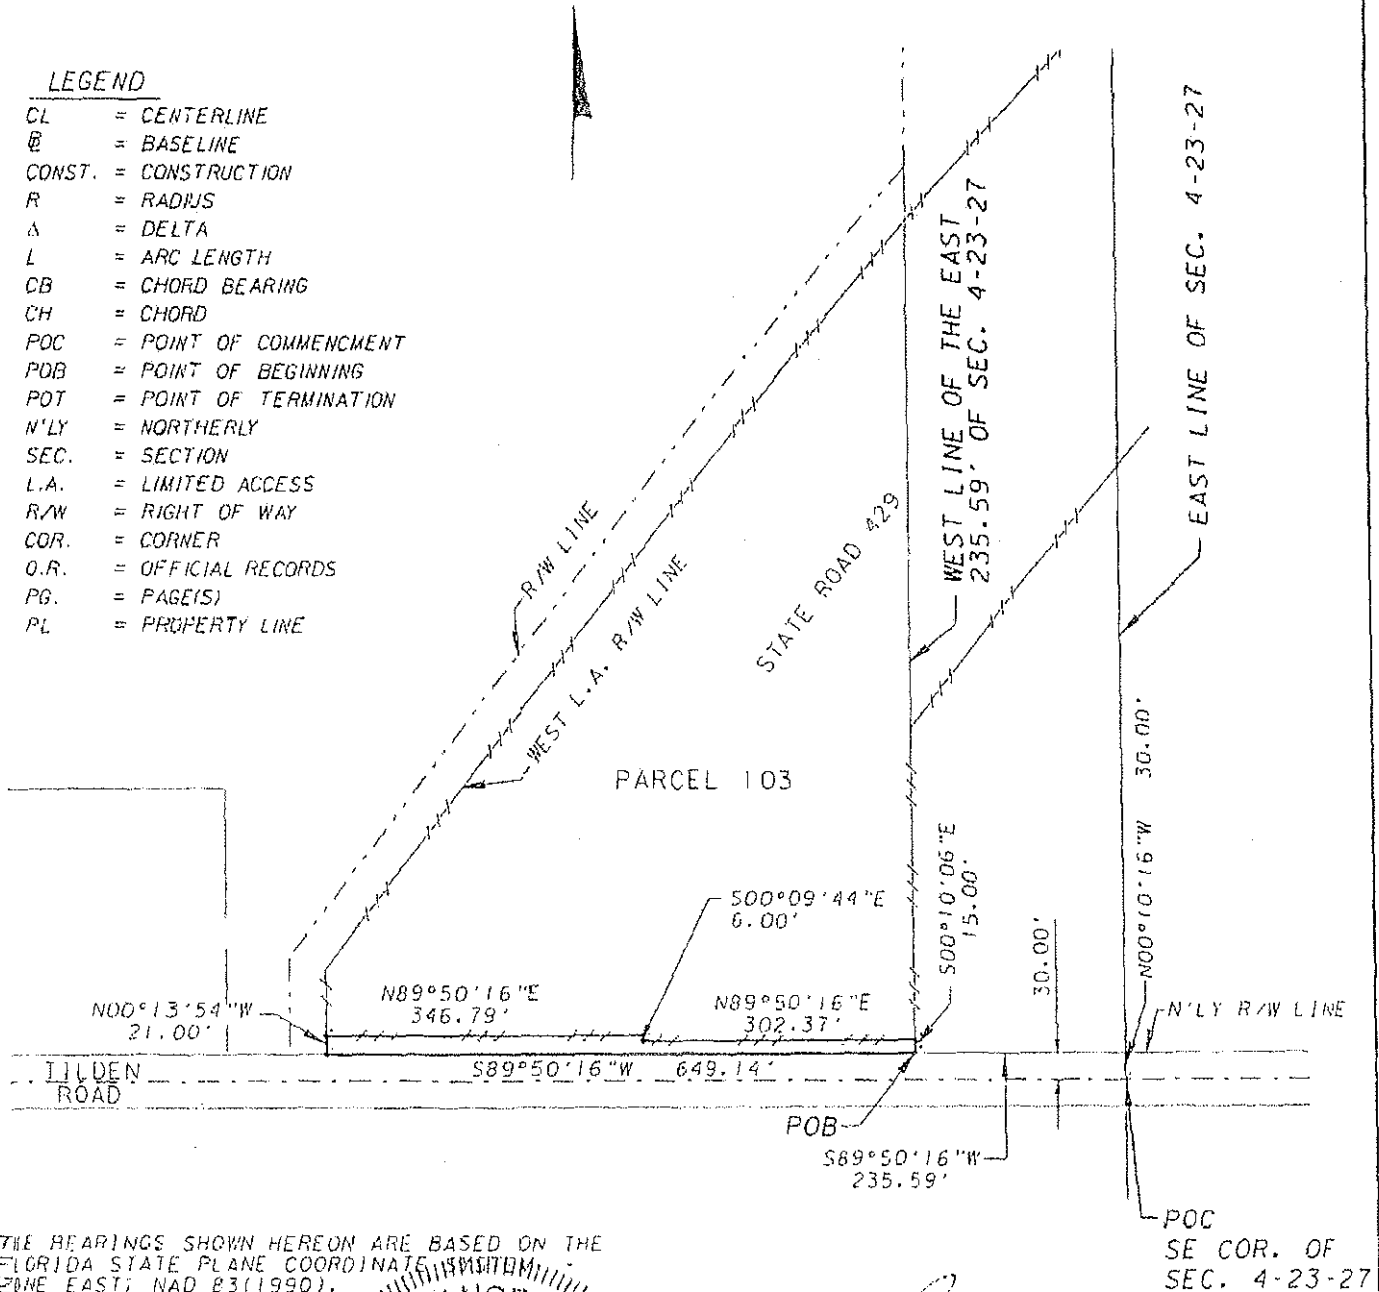 LEGEND
CL = CENTERLINE
℄ = BASELINE
CONST. = CONSTRUCTION
R = RADIUS
Δ = DELTA
L = ARC LENGTH
CB = CHORD BEARING
CH = CHORD
POC = POINT OF COMMENCMENT
POB = POINT OF BEGINNING
POT = POINT OF TERMINATION
N'LY = NORTHERLY
SEC. = SECTION
L.A. = LIMITED ACCESS
R/W = RIGHT OF WAY
COR. = CORNER
O.R. = OFFICIAL RECORDS
PG. = PAGE(S)
PL = PROPERTY LINE
WEST LINE OF THE EAST
235.59' OF SEC. 4-23-27
EAST LINE OF SEC. 4-23-27
R/W LINE
WEST L.A. R/W LINE
STATE ROAD 429
PARCEL 103
30.00'
N00°10'16"W
S00°09'44"E
6.00'
S00°10'06"E
15.00'
30.00'
N00°13'54"W
21.00'
N89°50'16"E
346.79'
N89°50'16"E
302.37'
N'LY R/W LINE
TILDEN
ROAD
S89°50'16"W 649.14'
POB
S89°50'16"W
235.59'
POC
SE COR. OF
SEC. 4-23-27
THE BEARINGS SHOWN HEREON ARE BASED ON THE
FLORIDA STATE PLANE COORDINATE
ZONE EAST; NAD 83(1990).